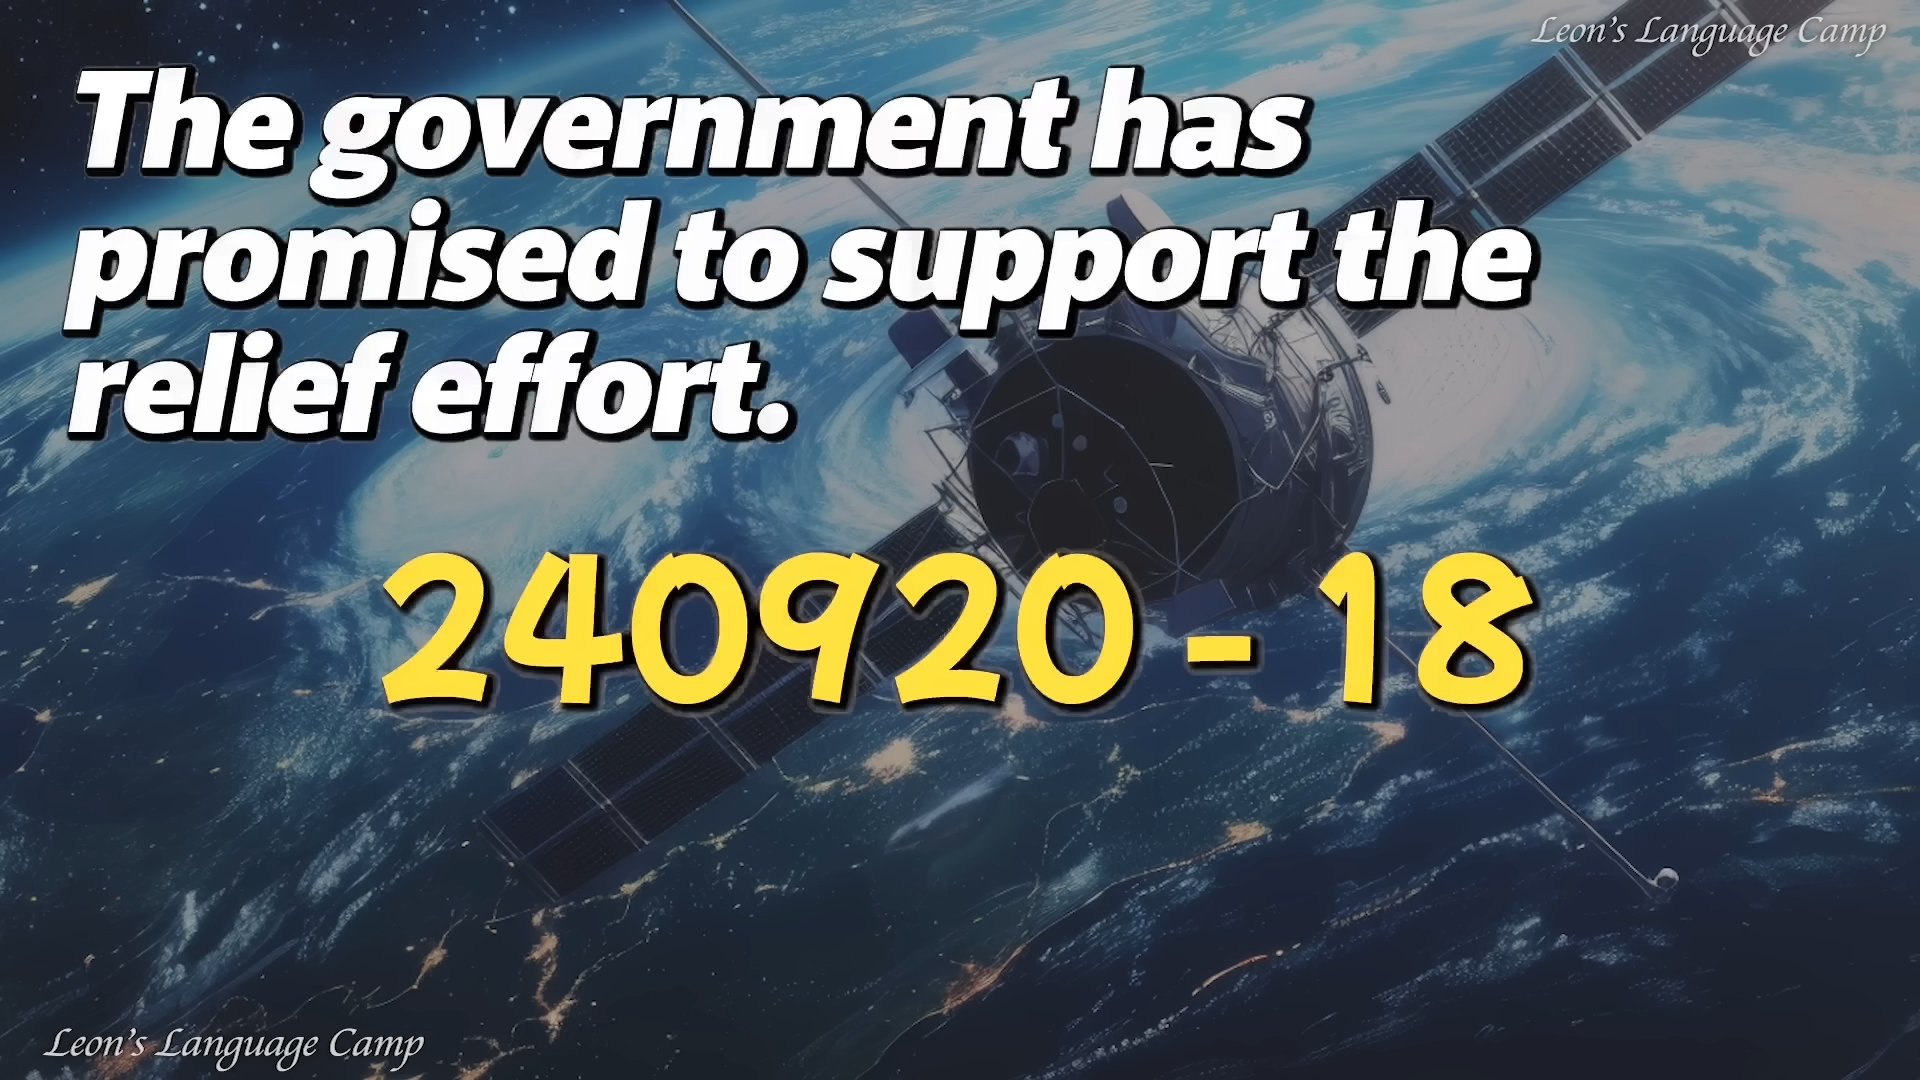 Leon's Language Camp
The government has
promised to support the
relief effort.
240920 - 18
Leon's Language Camp